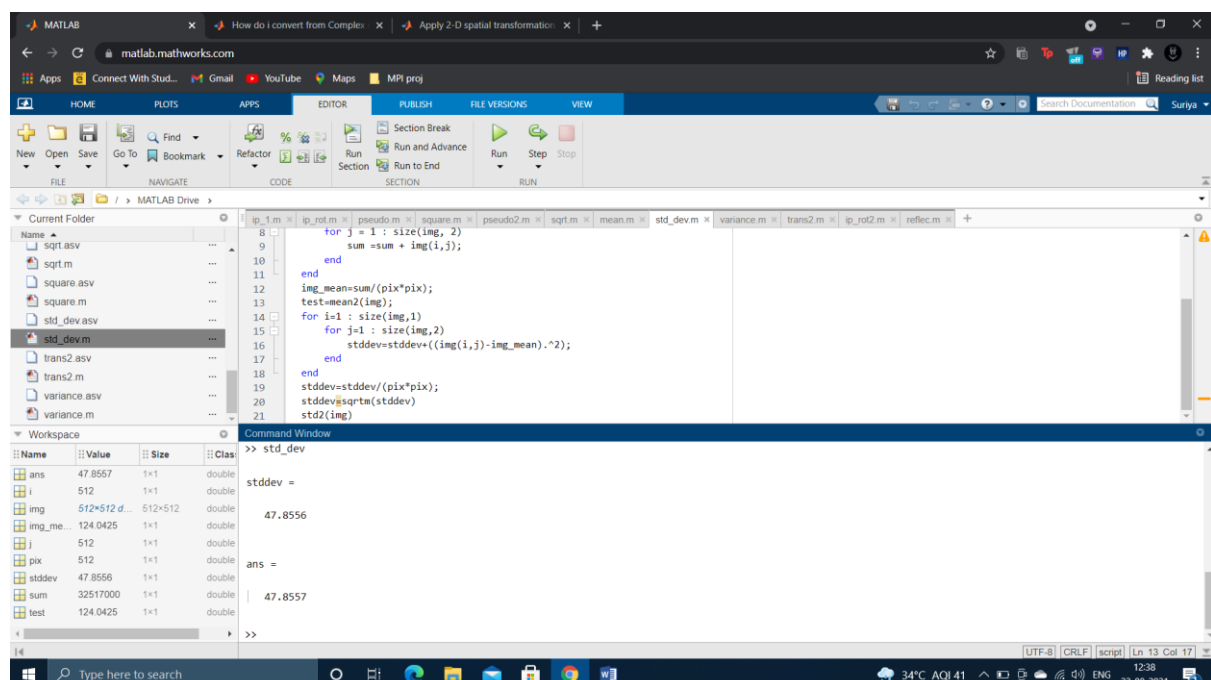 MATLAB
How do i convert from Complex
Apply 2-D spatial transformation
matlab.mathworks.com
Apps Connect With Stud... Gmail YouTube Maps MPI proj Reading list
HOME PLOTS APPS EDITOR PUBLISH FILE VERSIONS VIEW Search Documentation Suriya
New Open Save Go To Find Bookmark Refactor Run Section Section Break Run and Advance Run to End Run Step Stop
FILE NAVIGATE CODE SECTION RUN
/ › MATLAB Drive ›
Current Folder
Name
sqrt.asv
sqrt.m
square.asv
square.m
std_dev.asv
std_dev.m
trans2.asv
trans2.m
variance.asv
variance.m
ip_1.m ip_rot.m pseudo.m square.m pseudo2.m sqrt.m mean.m std_dev.m variance.m trans2.m ip_rot2.m reflec.m
8 for j = 1 : size(img, 2)
9 sum =sum + img(i,j);
10 end
11 end
12 img_mean=sum/(pix*pix);
13 test=mean2(img);
14 for i=1 : size(img,1)
15 for j=1 : size(img,2)
16 stddev=stddev+((img(i,j)-img_mean).^2);
17 end
18 end
19 stddev=stddev/(pix*pix);
20 stddev=sqrtm(stddev)
21 std2(img)
Workspace
Name Value Size Clas
ans 47.8557 1×1 double
i 512 1×1 double
img 512×512 d... 512×512 double
img_me... 124.0425 1×1 double
j 512 1×1 double
pix 512 1×1 double
stddev 47.8556 1×1 double
sum 32517000 1×1 double
test 124.0425 1×1 double
Command Window
>> std_dev
stddev =
47.8556
ans =
47.8557
>>
UTF-8 CRLF script Ln 13 Col 17
Type here to search
34°C AQI 41 ENG 12:38